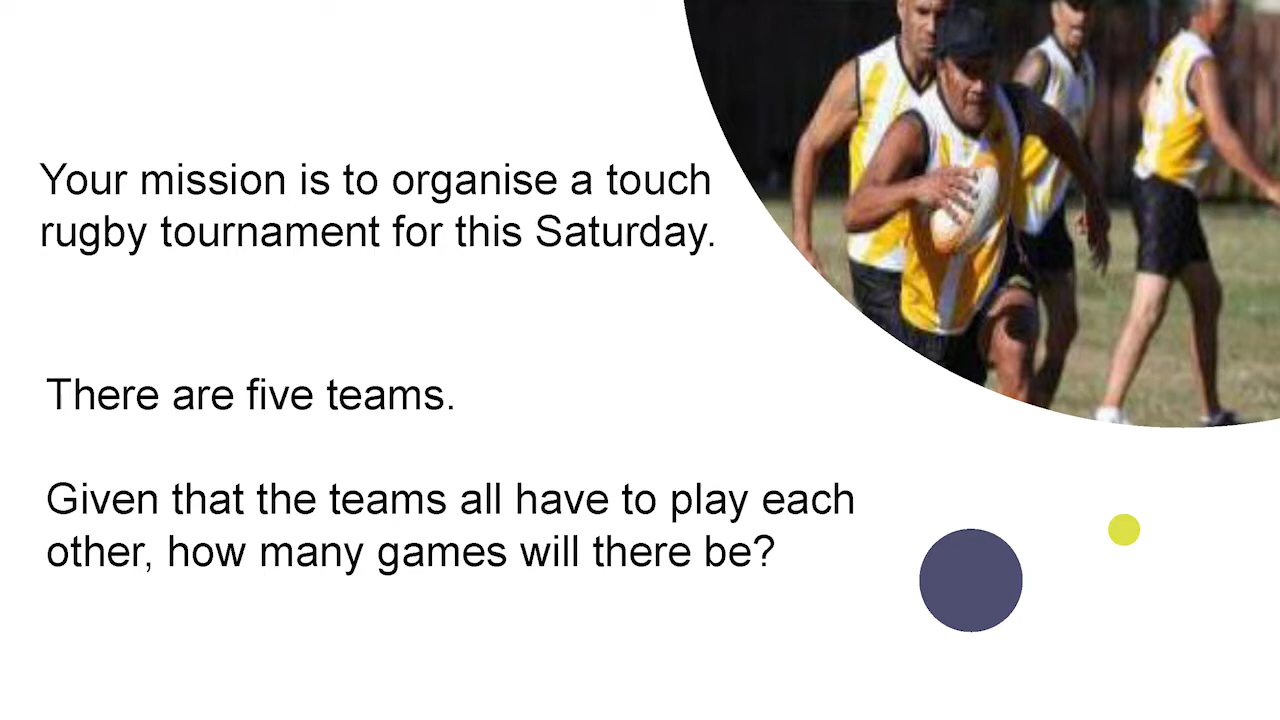 Your mission is to organise a touch
rugby tournament for this Saturday.
There are five teams.
Given that the teams all have to play each
other, how many games will there be?